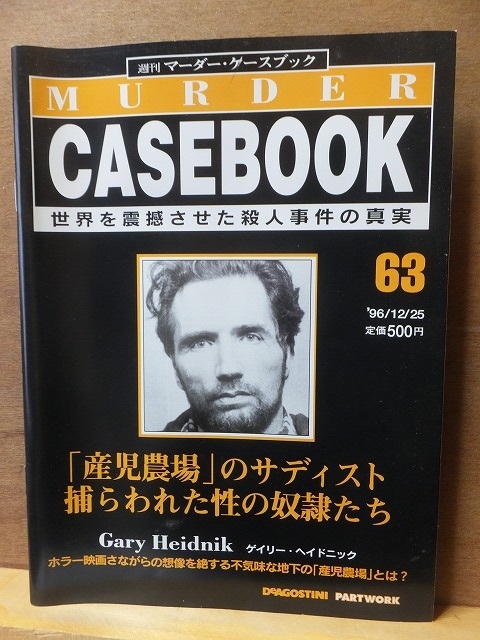 週刊 マーダー・ケースブック
MURDER
CASEBOOK
世界を震撼させた殺人事件の真実
63
'96/12/25
定価500円
「産児農場」のサディスト
捕らわれた性の奴隷たち
Gary Heidnik ゲイリー・ヘイドニック
ホラー映画さながらの想像を絶する不気味な地下の「産児農場」とは?
DeAGOSTINI PARTWORK